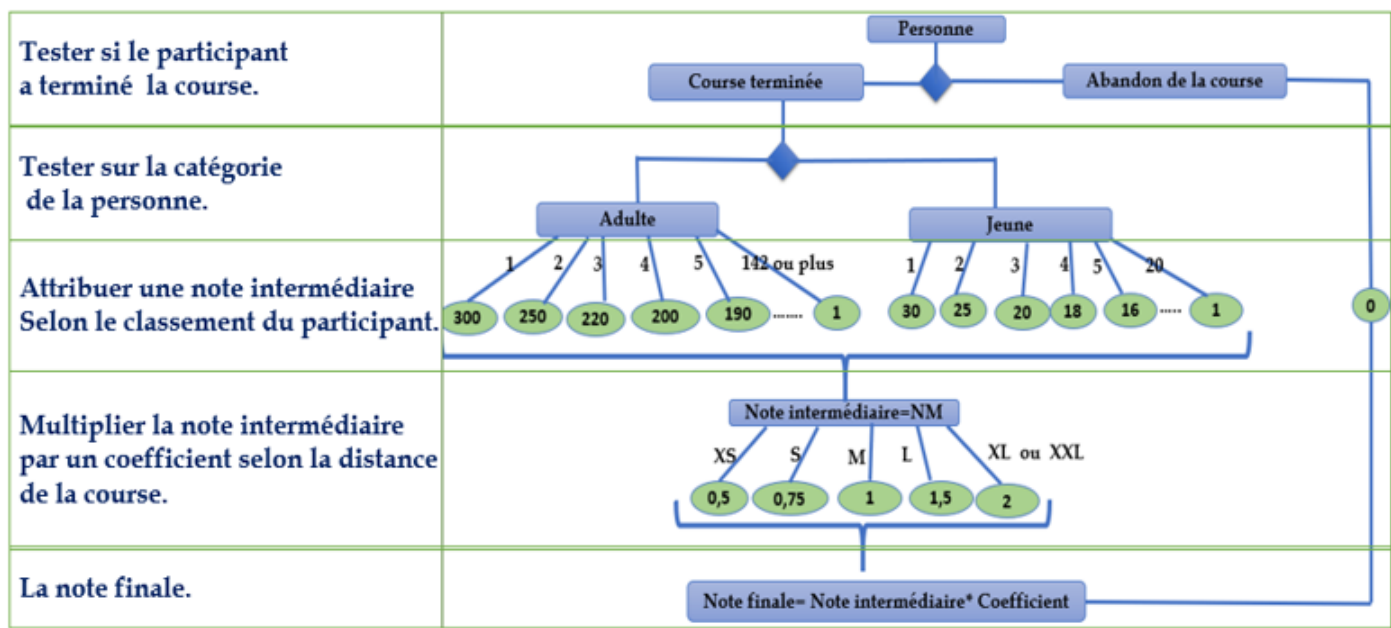 Personne
Tester si le participant
a terminé la course.
Course terminée
Abandon de la course
Tester sur la catégorie
de la personne.
Adulte
Jeune
1 2 3 4 5 142 ou plus 1 2 3 4 5 20
Attribuer une note intermédiaire
Selon le classement du participant.
300 250 220 200 190 ........ 1 30 25 20 18 16 ..... 1 0
Note intermédiaire=NM
Multiplier la note intermédiaire
par un coefficient selon la distance
de la course.
XS S M L XL ou XXL
0,5 0,75 1 1,5 2
La note finale.
Note finale= Note intermédiaire* Coefficient